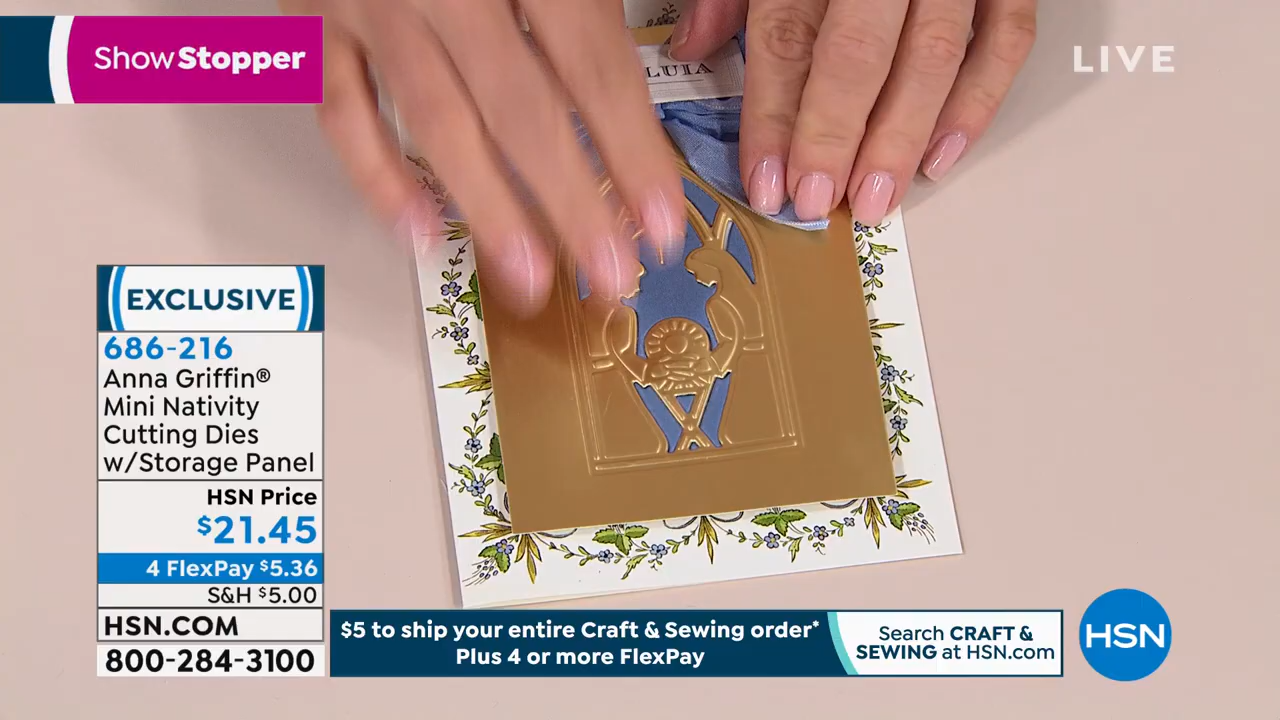 ShowStopper
LIVE
LUIA
EXCLUSIVE
686-216
Anna Griffin®
Mini Nativity
Cutting Dies
w/Storage Panel
HSN Price
$21.45
4 FlexPay $5.36
S&H $5.00
HSN.COM
800-284-3100
$5 to ship your entire Craft & Sewing order*
Plus 4 or more FlexPay
Search CRAFT &
SEWING at HSN.com
HSN